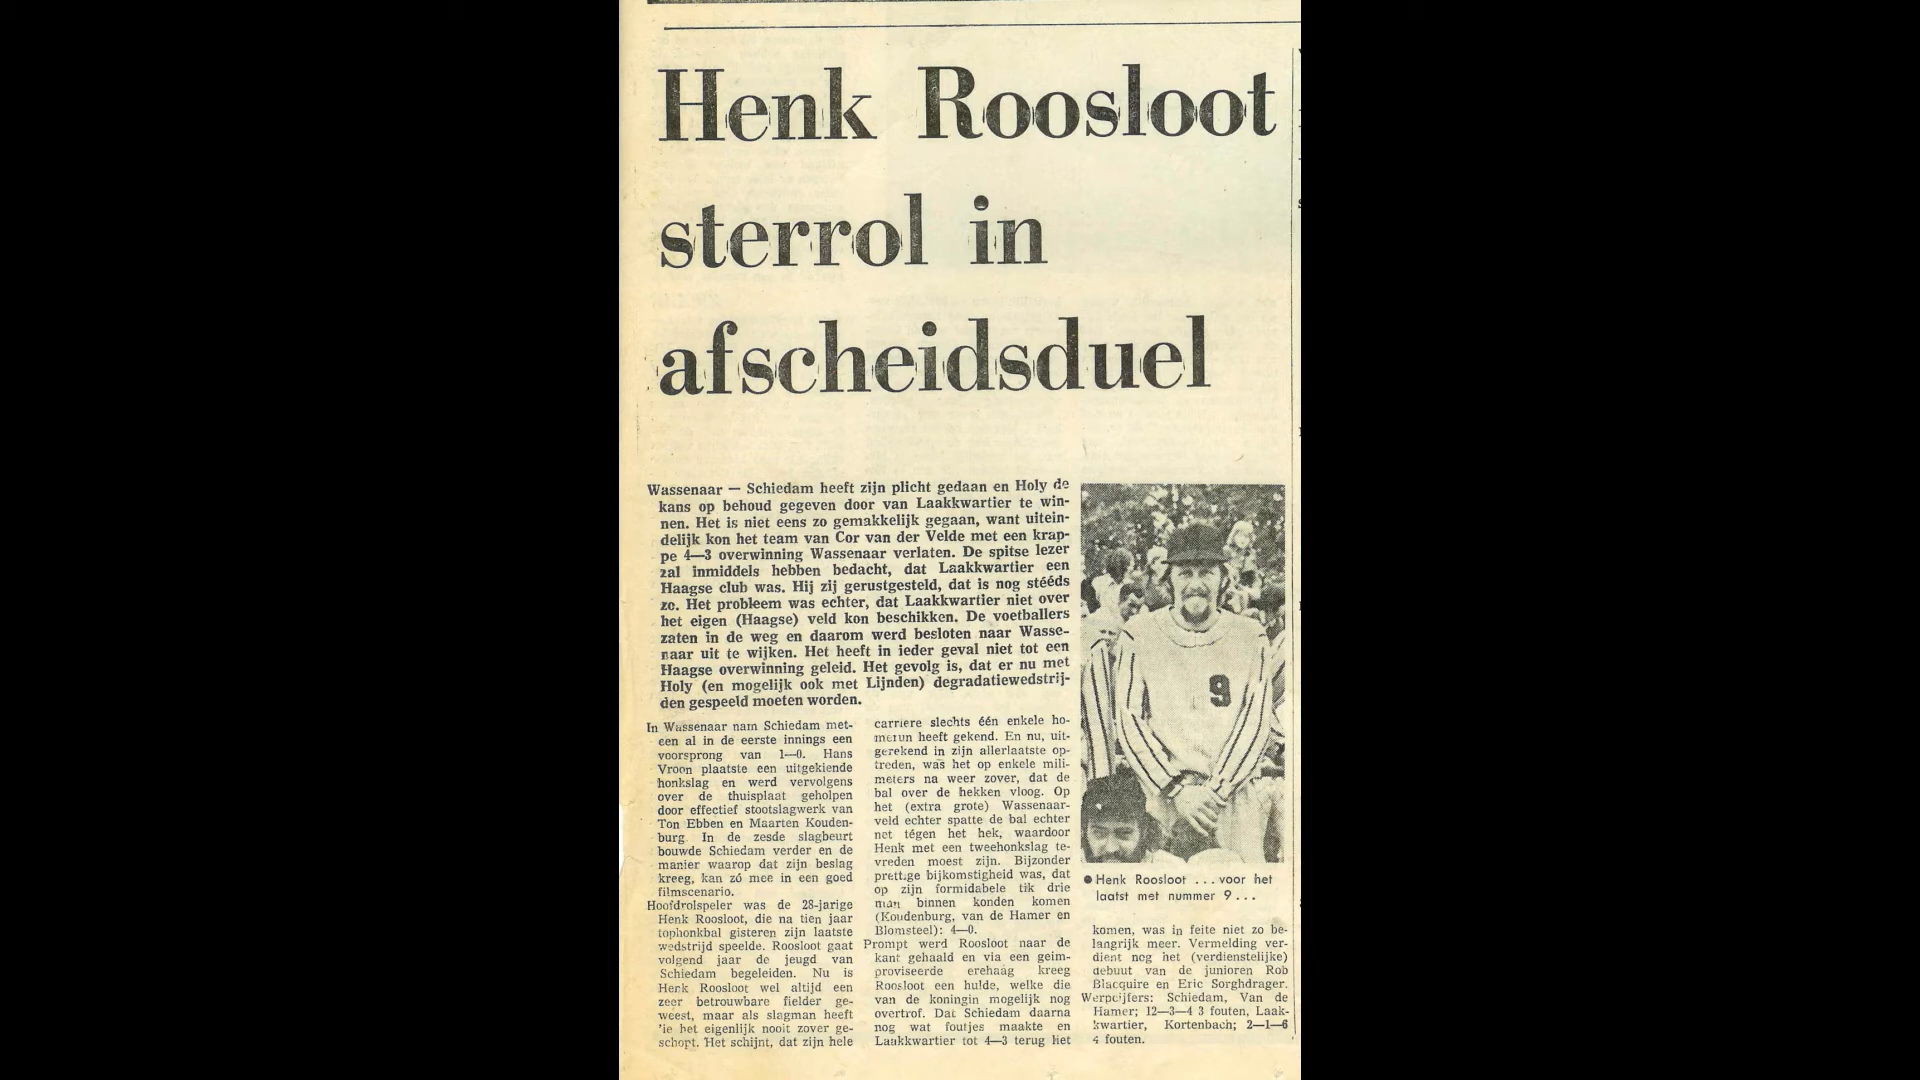 Henk Roosloot
sterrol in
afscheidsduel
Wassenaar — Schiedam heeft zijn plicht gedaan en Holy de
kans op behoud gegeven door van Laakkwartier te win-
nen. Het is niet eens zo gemakkelijk gegaan, want uitein-
delijk kon het team van Cor van der Velde met een krap-
pe 4—3 overwinning Wassenaar verlaten. De spitse lezer
zal inmiddels hebben bedacht, dat Laakkwartier een
Haagse club was. Hij zij gerustgesteld, dat is nog stééds
zo. Het probleem was echter, dat Laakkwartier niet over
het eigen (Haagse) veld kon beschikken. De voetballers
zaten in de weg en daarom werd besloten naar Wasse-
naar uit te wijken. Het heeft in ieder geval niet tot een
Haagse overwinning geleid. Het gevolg is, dat er nu met
Holy (en mogelijk ook met Lijnden) degradatiewedstrij-
den gespeeld moeten worden.
In Wassenaar nam Schiedam met-
een al in de eerste innings een
voorsprong van 1—0. Hans
Vroon plaatste een uitgekiende
honkslag en werd vervolgens
over de thuisplaat geholpen
door effectief stootslagwerk van
Ton Ebben en Maarten Kouden-
burg. In de zesde slagbeurt
bouwde Schiedam verder en de
manier waarop dat zijn beslag
kreeg, kan zó mee in een goed
filmscenario.
Hoofdrolspeler was de 28-jarige
Henk Roosloot, die na tien jaar
tophonkbal gisteren zijn laatste
wedstrijd speelde. Roosloot gaat
volgend jaar de jeugd van
Schiedam begeleiden. Nu is
Henk Roosloot wel altijd een
zeer betrouwbare fielder ge-
weest, maar als slagman heeft
'ie het eigenlijk nooit zover ge-
schopt. Het schijnt, dat zijn hele
carriere slechts één enkele ho-
merun heeft gekend. En nu, uit-
gerekend in zijn allerlaatste op-
treden, was het op enkele mili-
meters na weer zover, dat de
bal over de hekken vloog. Op
het (extra grote) Wassenaar-
veld echter spatte de bal echter
net tégen het hek, waardoor
Henk met een tweehonkslag te-
vreden moest zijn. Bijzonder
prettige bijkomstigheid was, dat
op zijn formidabele tik drie
man binnen konden komen
(Koudenburg, van de Hamer en
Blomsteel): 4—0.
Prompt werd Roosloot naar de
kant gehaald en via een geim-
proviseerde erehaag kreeg
Roosloot een hulde, welke die
van de koningin mogelijk nog
overtrof. Dat Schiedam daarna
nog wat foutjes maakte en
Laakkwartier tot 4—3 terug liet
● Henk Roosloot ... voor het
laatst met nummer 9 ...
komen, was in feite niet zo be-
langrijk meer. Vermelding ver-
dient nog het (verdienstelijke)
debuut van de junioren Rob
Blacquire en Eric Sorghdrager.
Werpcijfers: Schiedam, Van de
Hamer; 12—3—4 3 fouten, Laak-
kwartier, Kortenbach; 2—1—6
4 fouten.
9